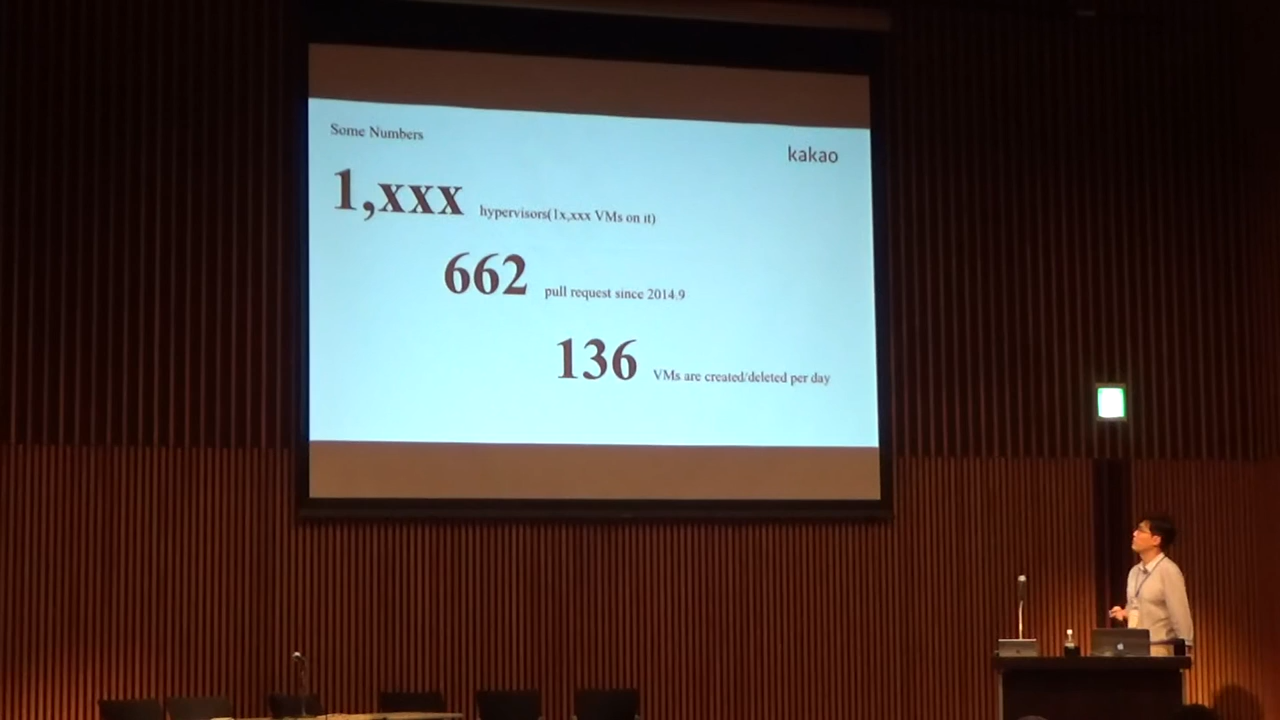 Some Numbers
kakao
1,xxx hypervisors(1x,xxx VMs on it)
662 pull request since 2014.9
136 VMs are created/deleted per day